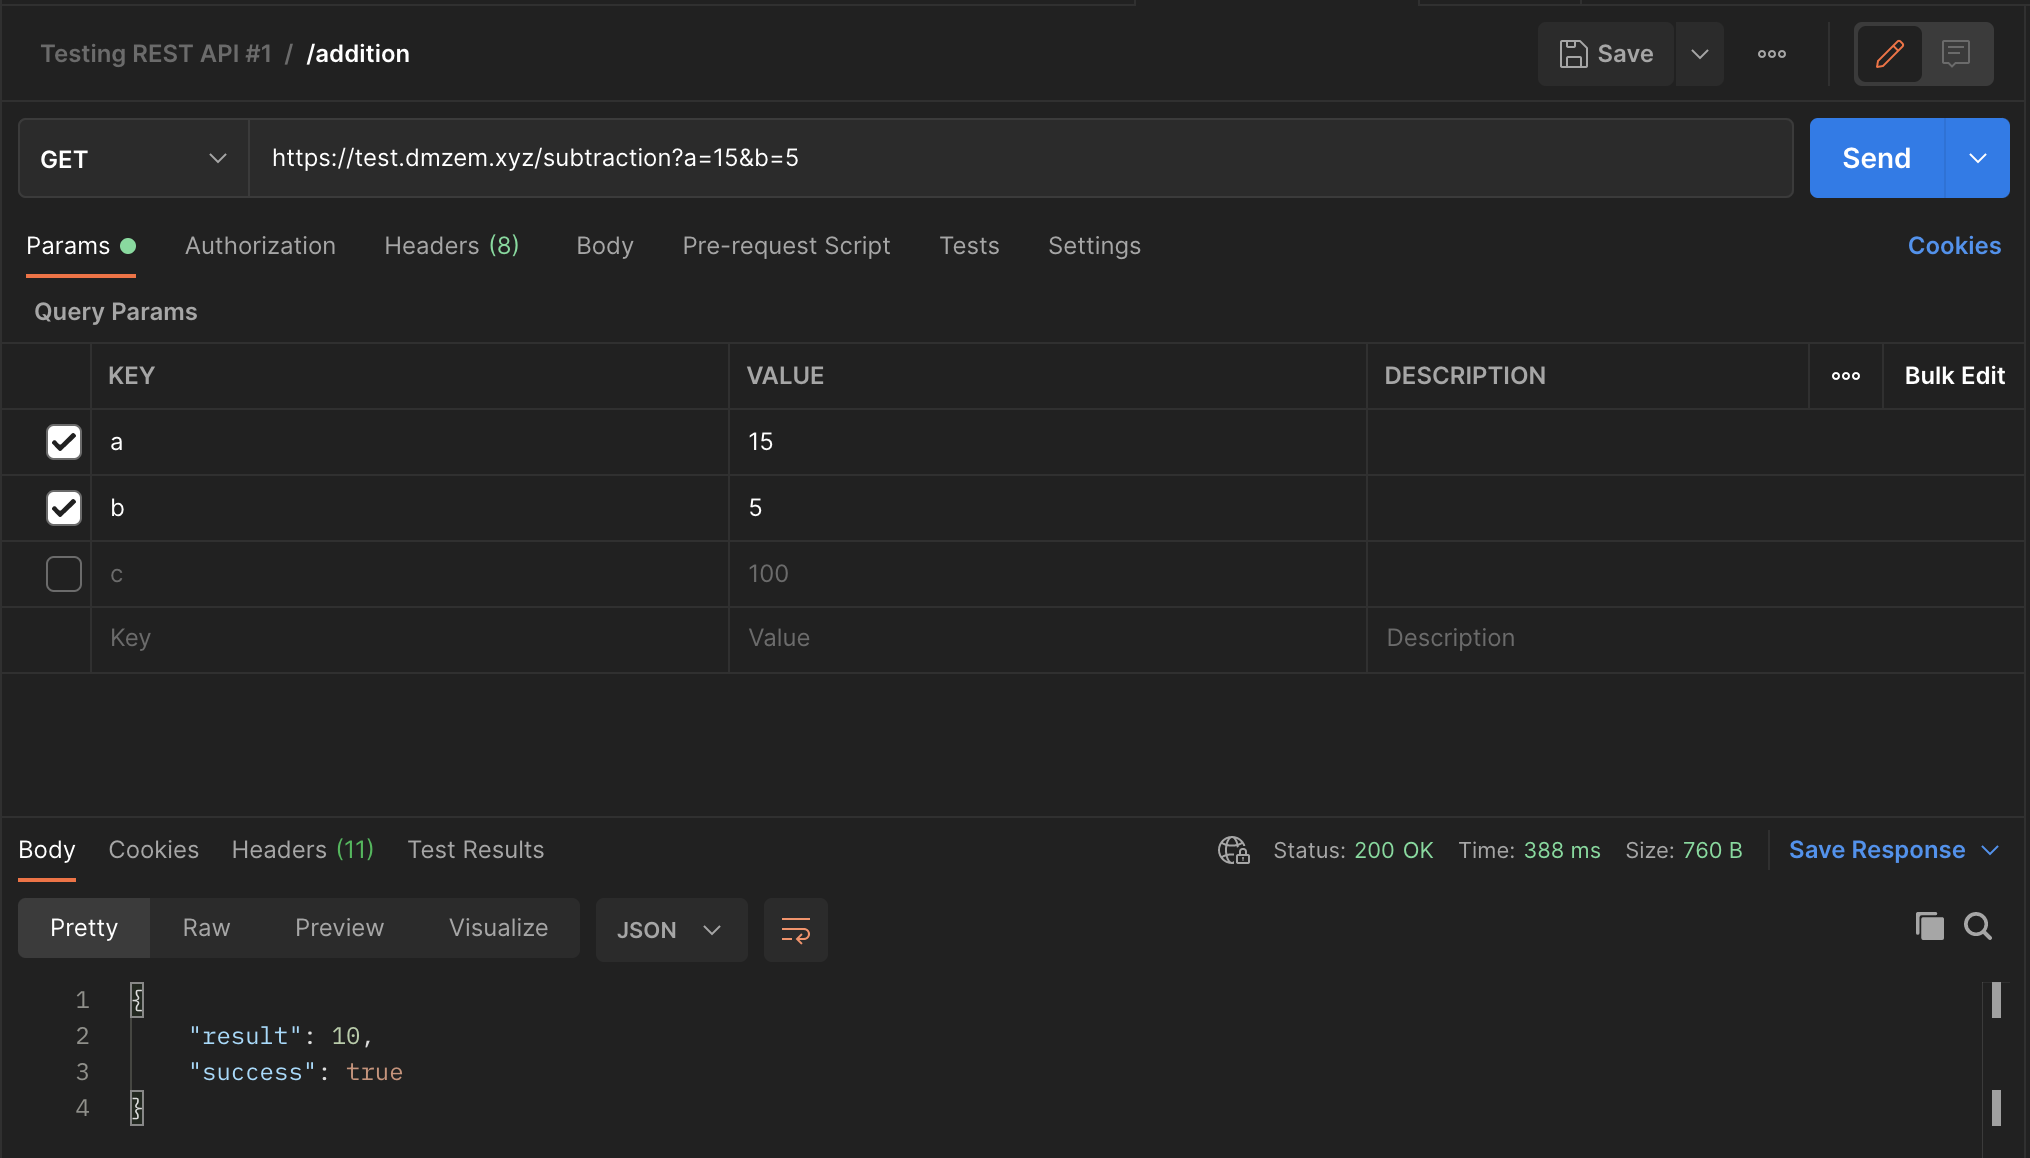 Testing REST API #1 / /addition
Save
GET https://test.dmzem.xyz/subtraction?a=15&b=5 Send
Params Authorization Headers (8) Body Pre-request Script Tests Settings Cookies
Query Params
KEY VALUE DESCRIPTION Bulk Edit
a 15
b 5
c 100
Key Value Description
Body Cookies Headers (11) Test Results Status: 200 OK Time: 388 ms Size: 760 B Save Response
Pretty Raw Preview Visualize JSON
1 {
2 "result": 10,
3 "success": true
4 }